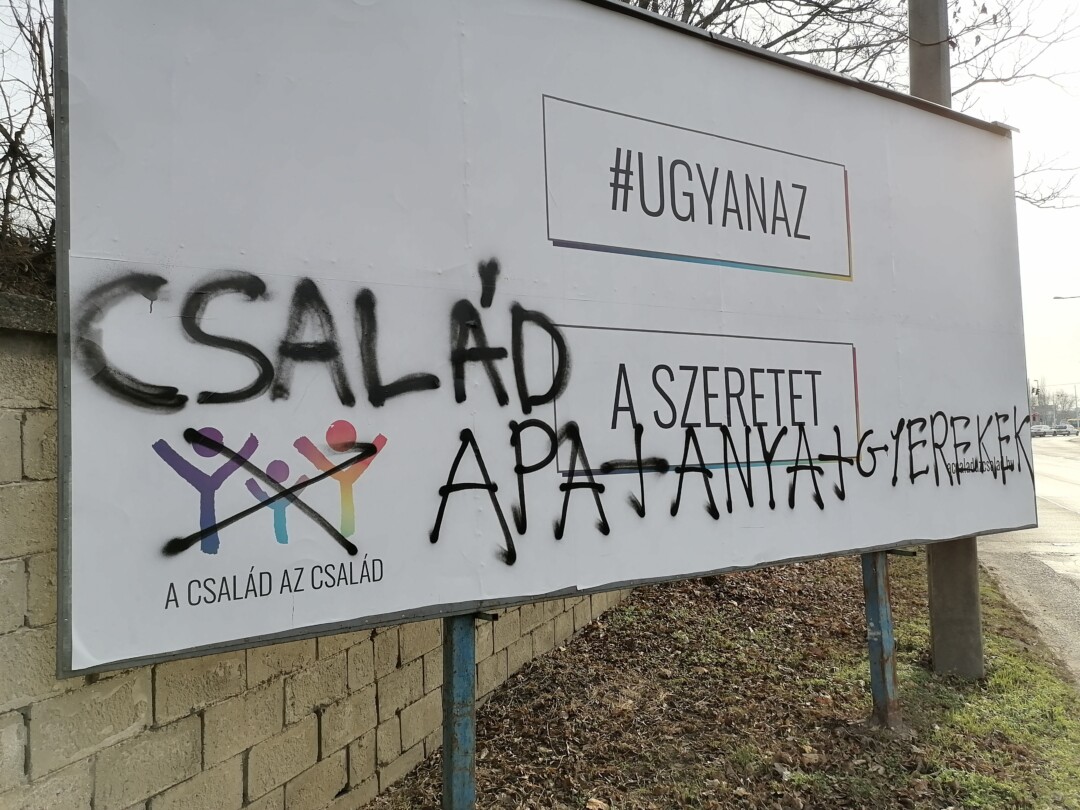 #UGYANAZ
CSALÁD
A SZERETET
APA + ANYA + GYEREKEK
A CSALÁD AZ CSALÁD